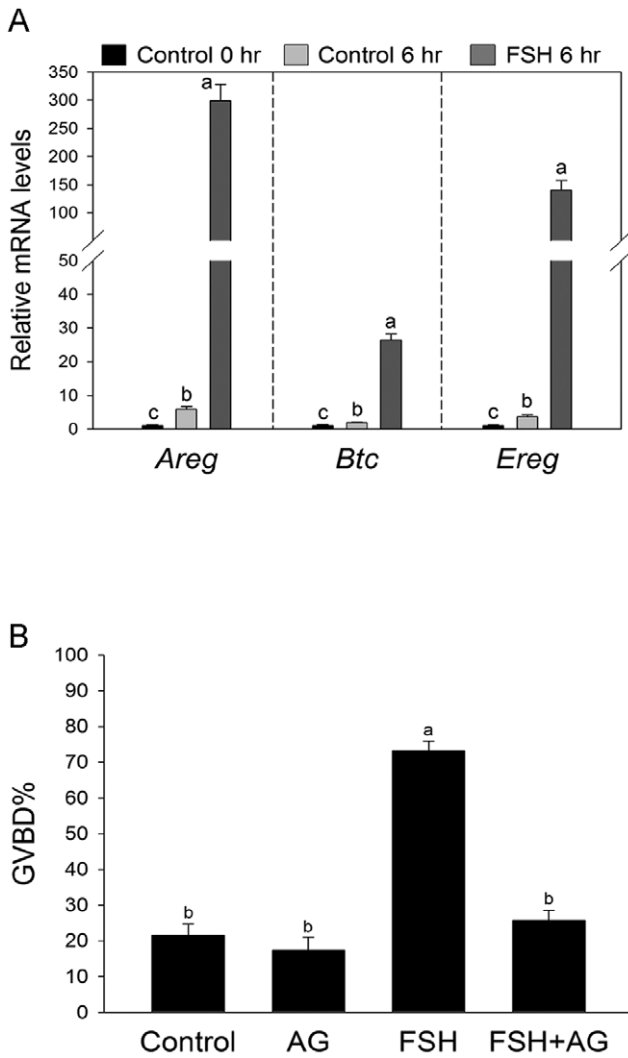 A
Control 0 hr Control 6 hr FSH 6 hr
Relative mRNA levels
350
300
250
200
150
100
50
40
30
20
10
0
c b a
c b a
c b a
Areg Btc Ereg
B
GVBD%
100
90
80
70
60
50
40
30
20
10
0
b b a b
Control AG FSH FSH+AG